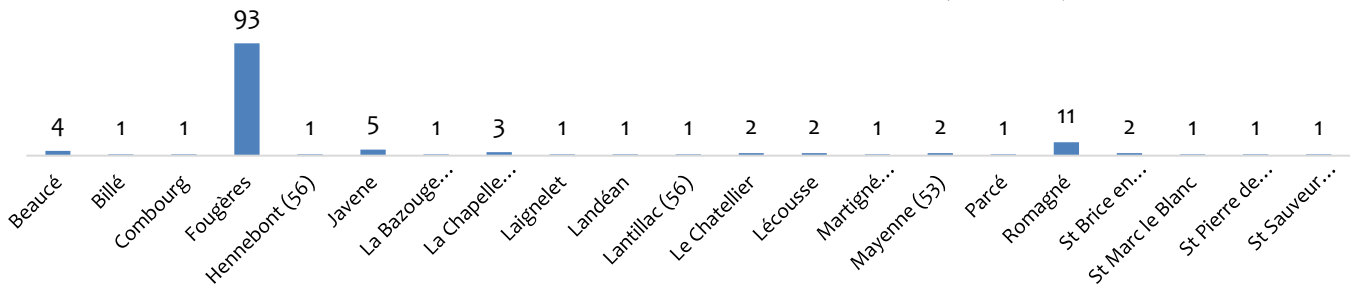 93
4 1 1 1 5 1 3 1 1 1 2 2 1 2 1 11 2 1 1 1
Beaucé
Billé
Combourg
Fougères
Hennebont (56)
Javene
La Bazouge...
La Chapelle...
Laignelet
Landéan
Lantillac (56)
Le Chatellier
Lécousse
Martigné...
Mayenne (53)
Parcé
Romagné
St Brice en...
St Marc le Blanc
St Pierre de...
St Sauveur...